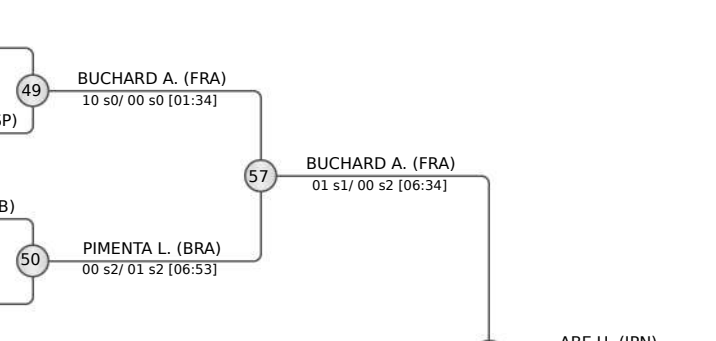 BUCHARD A. (FRA)
49
10 s0/ 00 s0 [01:34]
SP)
BUCHARD A. (FRA)
57
01 s1/ 00 s2 [06:34]
B)
PIMENTA L. (BRA)
50
00 s2/ 01 s2 [06:53]